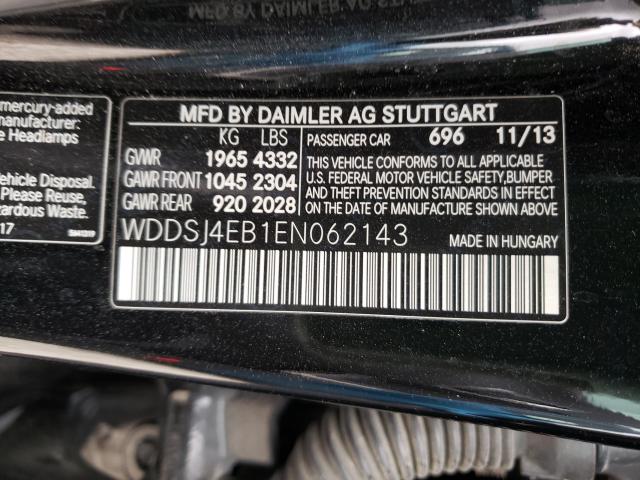 MFD BY DAIMLER AG STUTTGART
KG LBS
GVWR 1965 4332
GAWR FRONT 1045 2304
GAWR REAR 920 2028
PASSENGER CAR 696 11/13
THIS VEHICLE CONFORMS TO ALL APPLICABLE
U.S. FEDERAL MOTOR VEHICLE SAFETY,BUMPER
AND THEFT PREVENTION STANDARDS IN EFFECT
ON THE DATE OF MANUFACTURE SHOWN ABOVE.
WDDSJ4EB1EN062143 MADE IN HUNGARY
mercury-added
manufacturer:
Headlamps
Vehicle Disposal.
Please Reuse,
azardous Waste.
17